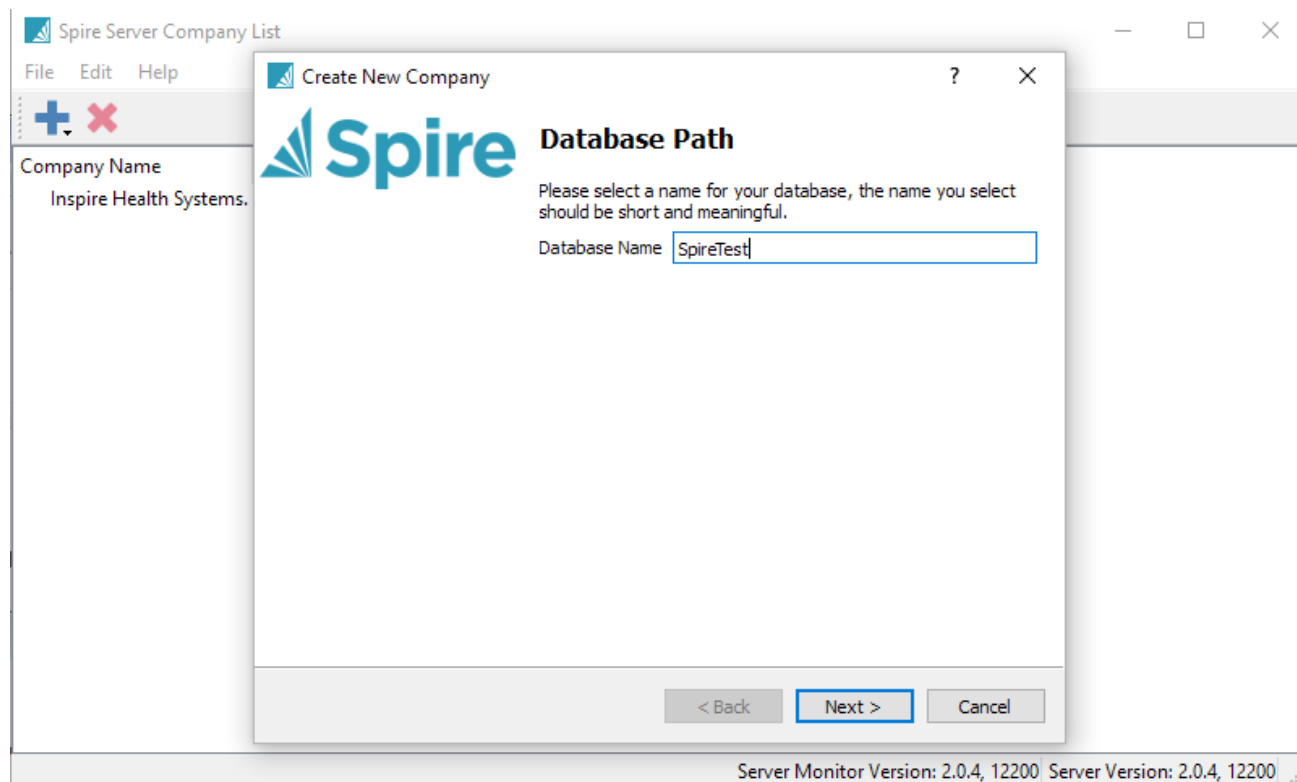 Spire Server Company List
File Edit Help
Create New Company
?
Spire
Database Path
Please select a name for your database, the name you select
should be short and meaningful.
Database Name SpireTest
Company Name
Inspire Health Systems.
< Back Next > Cancel
Server Monitor Version: 2.0.4, 12200 Server Version: 2.0.4, 12200